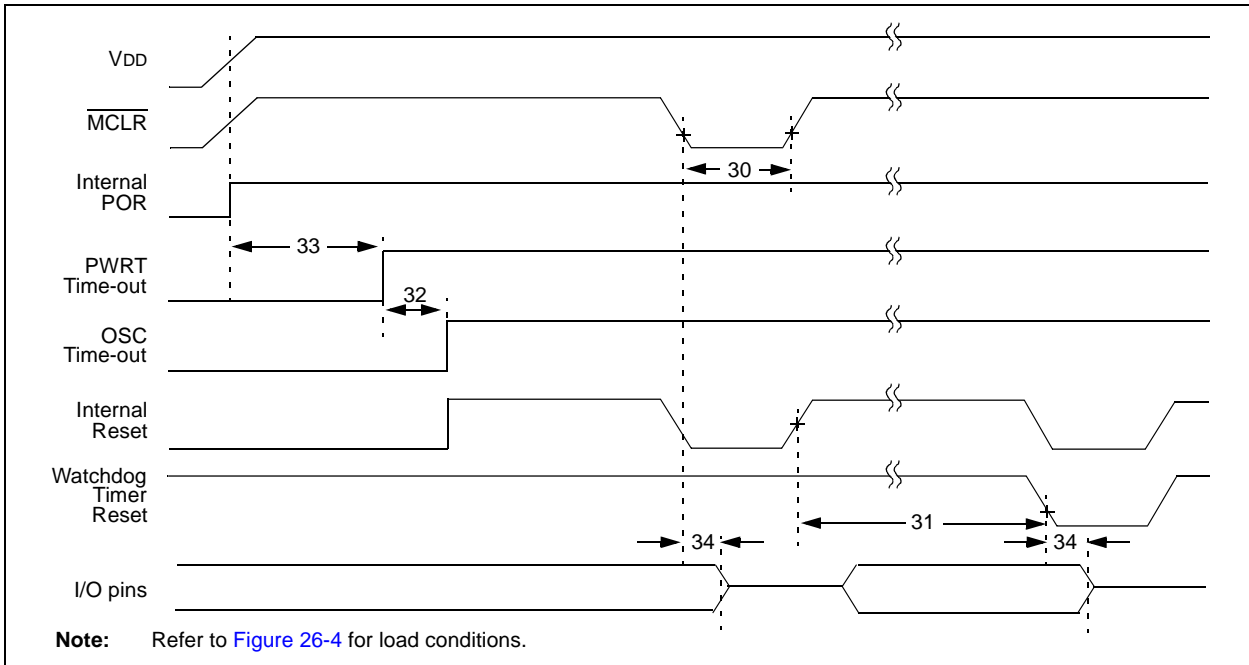 VDD
MCLR
Internal
POR
30
33
PWRT
Time-out
32
OSC
Time-out
Internal
Reset
Watchdog
Timer
Reset
31
34
34
I/O pins
Note: Refer to Figure 26-4 for load conditions.